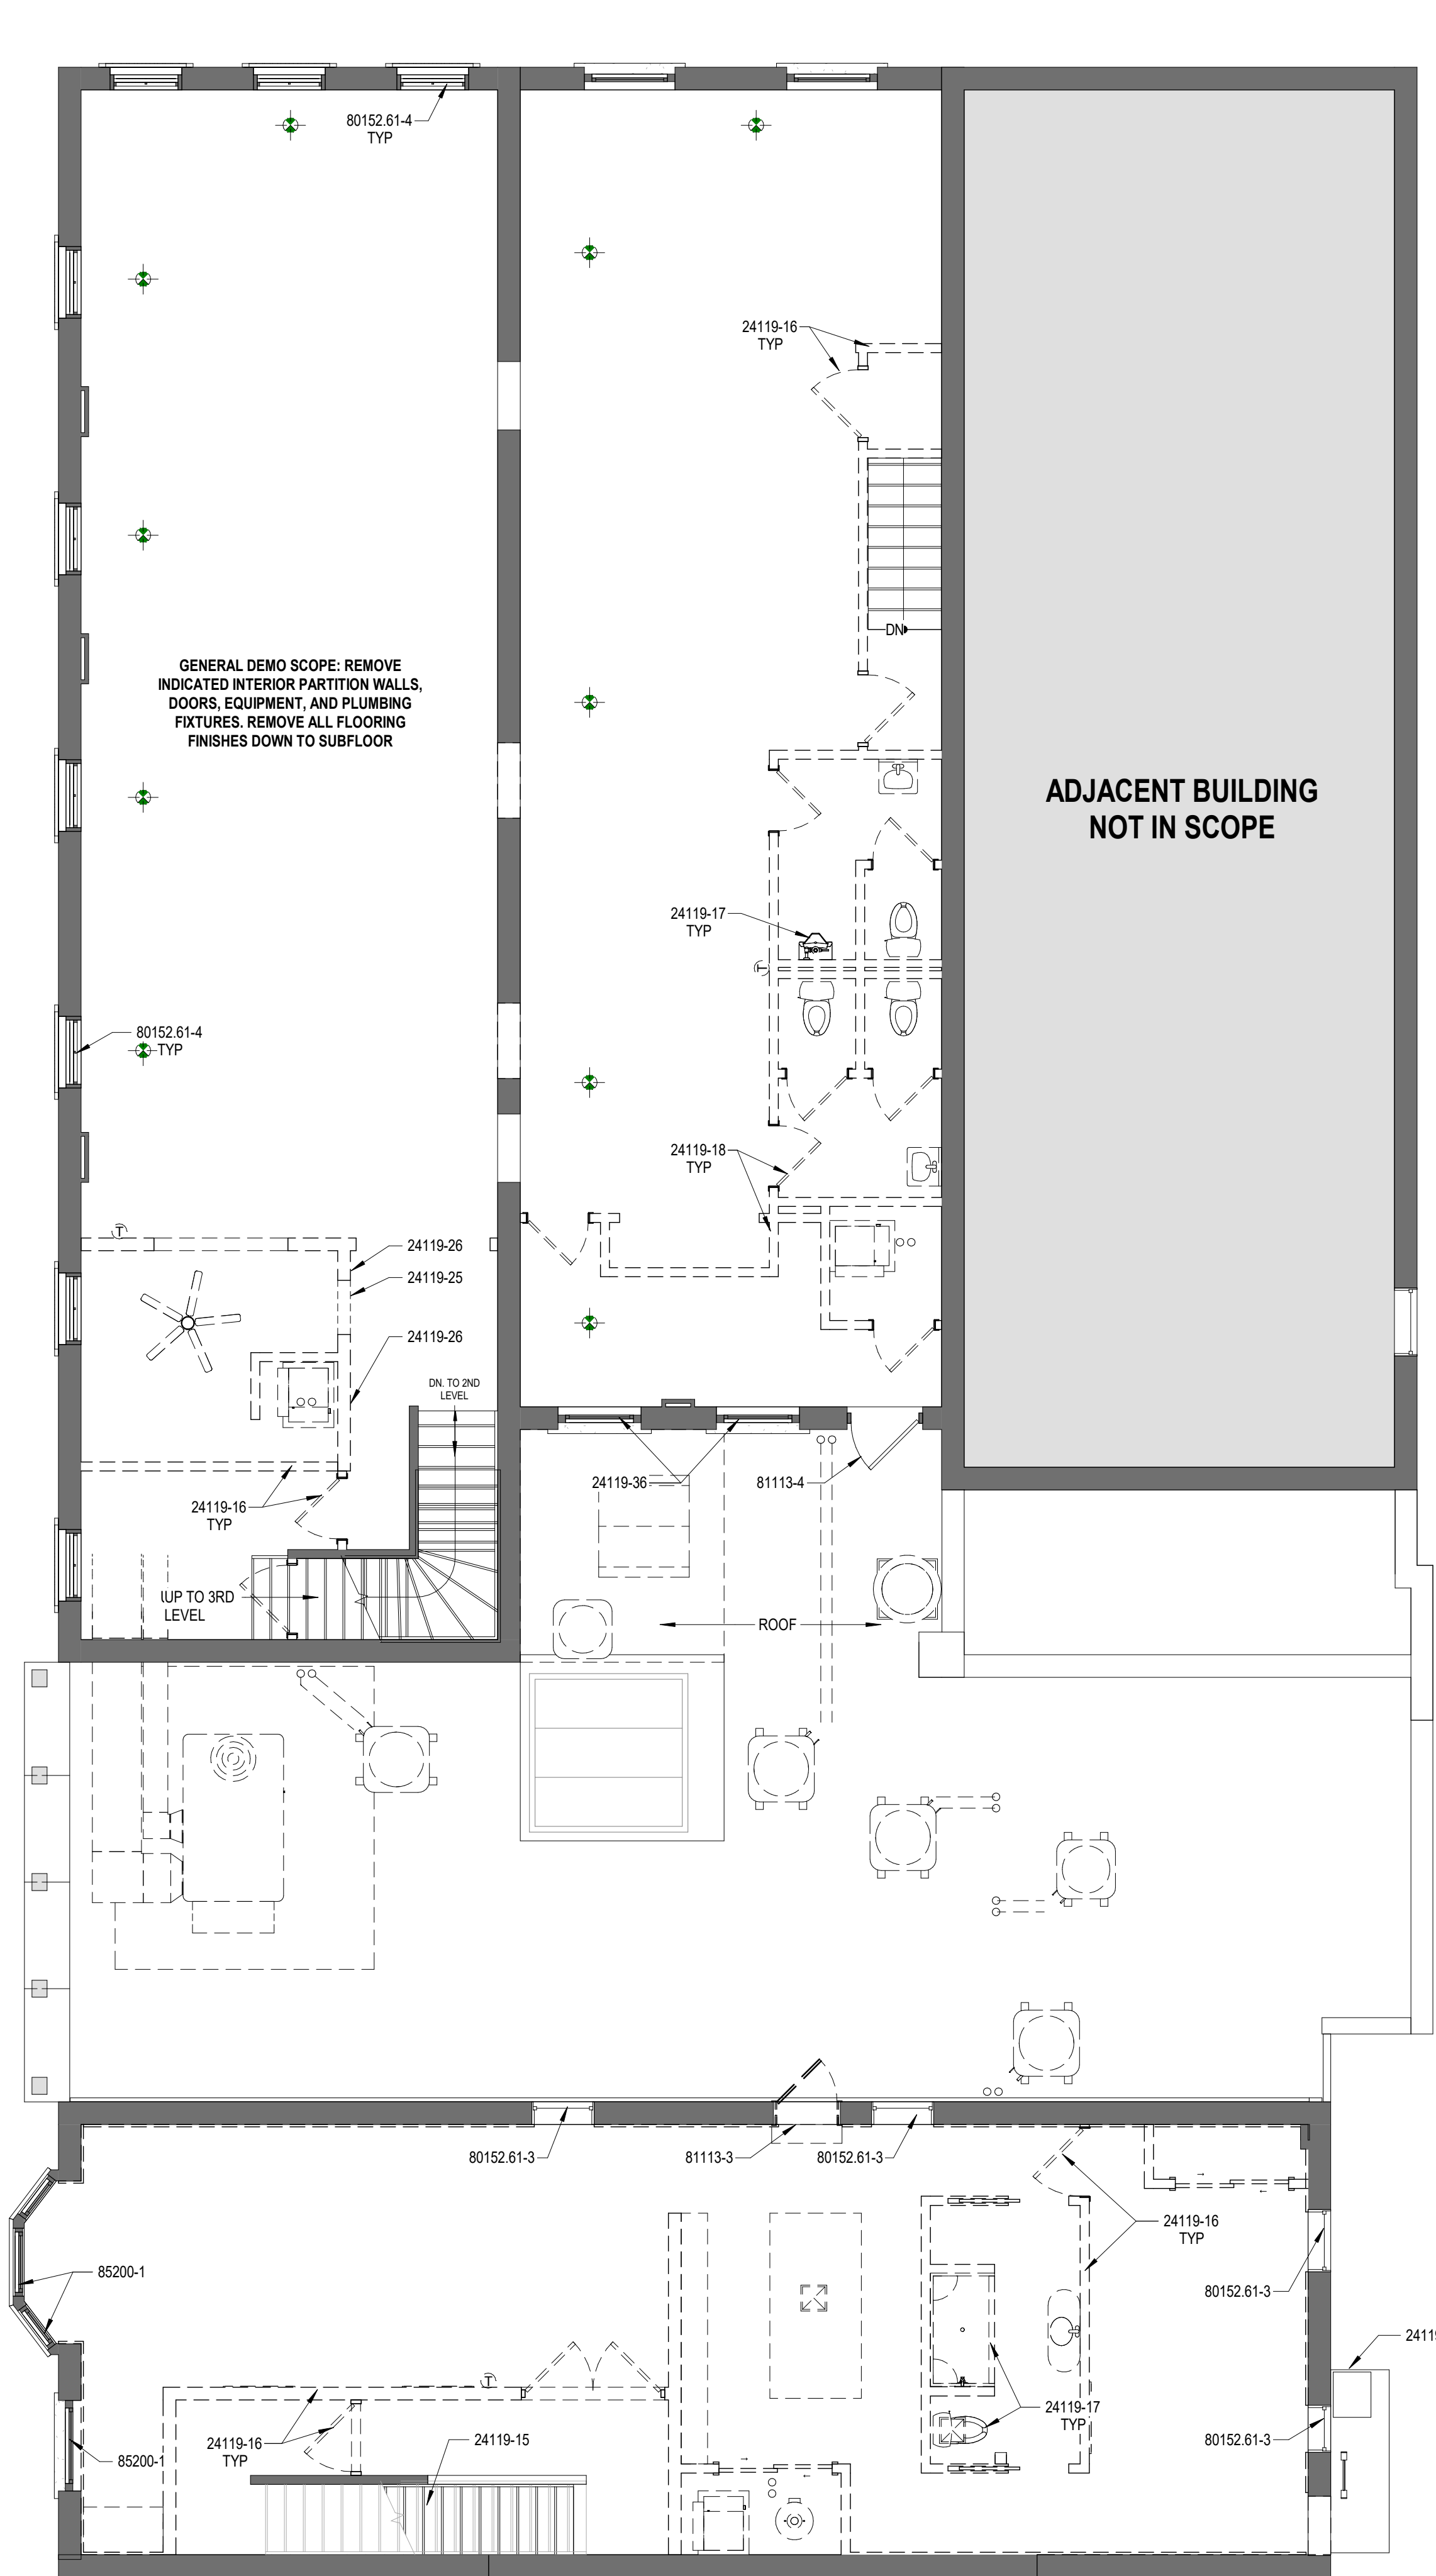 80152.61-4
TYP
24119-16
TYP
DN
GENERAL DEMO SCOPE: REMOVE
INDICATED INTERIOR PARTITION WALLS,
DOORS, EQUIPMENT, AND PLUMBING
FIXTURES. REMOVE ALL FLOORING
FINISHES DOWN TO SUBFLOOR
ADJACENT BUILDING
NOT IN SCOPE
24119-17
TYP
T
80152.61-4
TYP
24119-18
TYP
T
24119-26
24119-25
24119-26
DN. TO 2ND
LEVEL
24119-16
TYP
24119-36
81113-4
UP TO 3RD
LEVEL
ROOF
80152.61-3
81113-3
80152.61-3
24119-16
TYP
85200-1
80152.61-3
2411
T
24119-17
TYP
24119-16
TYP
24119-15
80152.61-3
85200-1